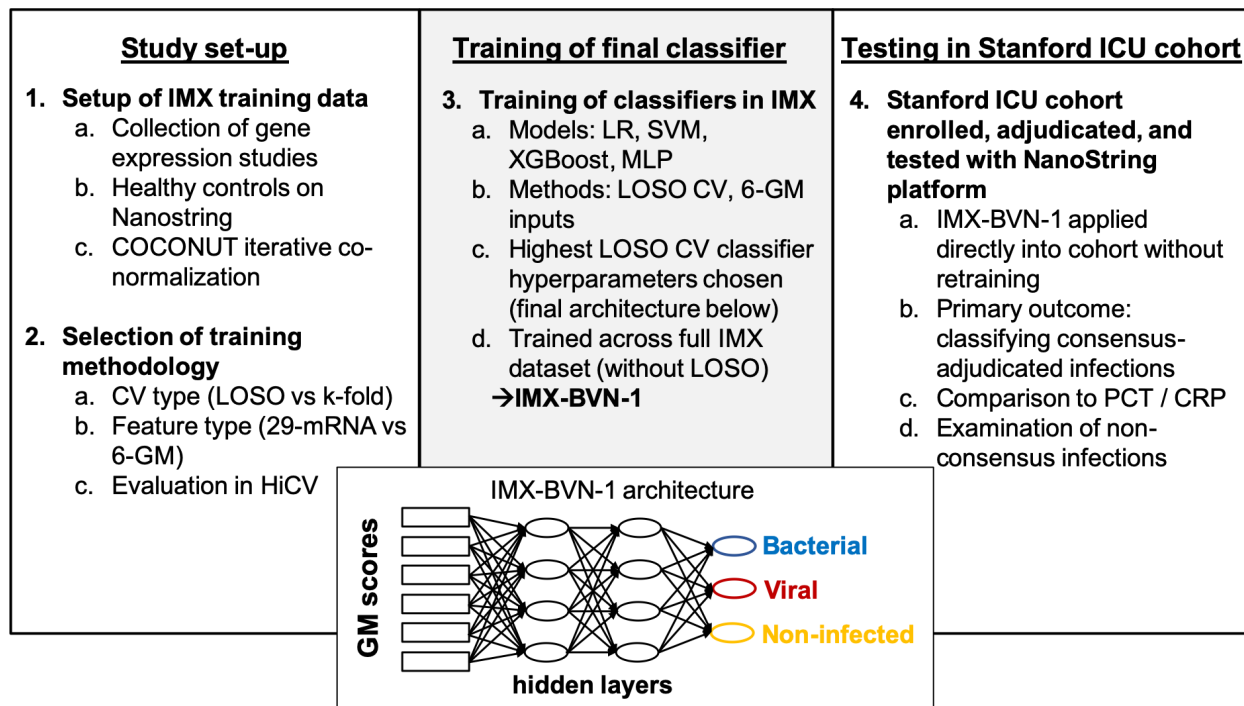 Study set-up
1. Setup of IMX training data
a. Collection of gene
expression studies
b. Healthy controls on
Nanostring
c. COCONUT iterative co-
normalization
2. Selection of training
methodology
a. CV type (LOSO vs k-fold)
b. Feature type (29-mRNA vs
6-GM)
c. Evaluation in HiCV
Training of final classifier
3. Training of classifiers in IMX
a. Models: LR, SVM,
XGBoost, MLP
b. Methods: LOSO CV, 6-GM
inputs
c. Highest LOSO CV classifier
hyperparameters chosen
(final architecture below)
d. Trained across full IMX
dataset (without LOSO)
→IMX-BVN-1
Testing in Stanford ICU cohort
4. Stanford ICU cohort
enrolled, adjudicated, and
tested with NanoString
platform
a. IMX-BVN-1 applied
directly into cohort without
retraining
b. Primary outcome:
classifying consensus-
adjudicated infections
c. Comparison to PCT / CRP
d. Examination of non-
consensus infections
IMX-BVN-1 architecture
GM scores
Bacterial
Viral
Non-infected
hidden layers